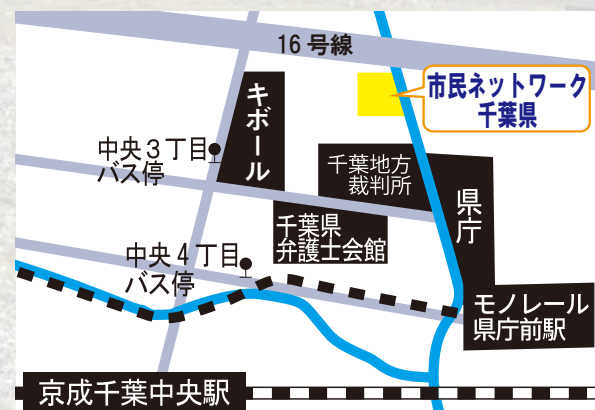 16号線
市民ネットワーク
千葉県
キボール
中央3丁目
バス停
千葉地方
裁判所
県庁
千葉県
弁護士会館
中央4丁目
バス停
モノレール
県庁前駅
京成千葉中央駅